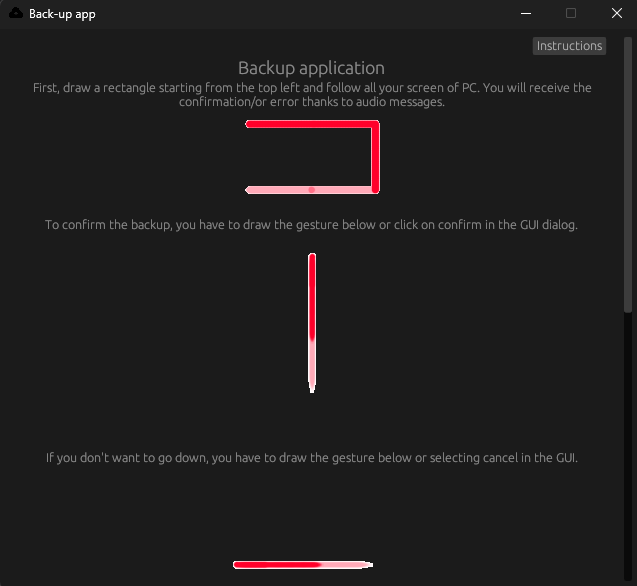 Back-up app
Instructions
Backup application
First, draw a rectangle starting from the top left and follow all your screen of PC. You will receive the
confirmation/or error thanks to audio messages.
To confirm the backup, you have to draw the gesture below or click on confirm in the GUI dialog.
If you don't want to go down, you have to draw the gesture below or selecting cancel in the GUI.